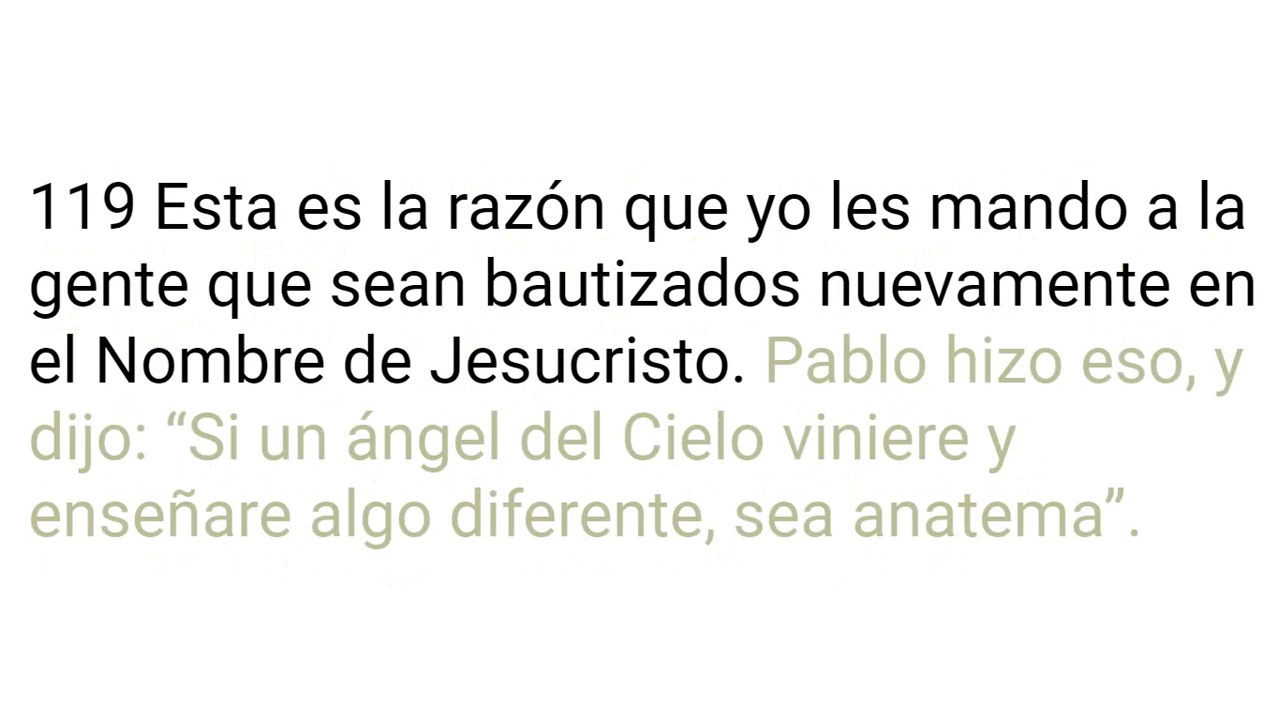 119 Esta es la razón que yo les mando a la
gente que sean bautizados nuevamente en
el Nombre de Jesucristo. Pablo hizo eso, y
dijo: “Si un ángel del Cielo viniere y
enseñare algo diferente, sea anatema”.